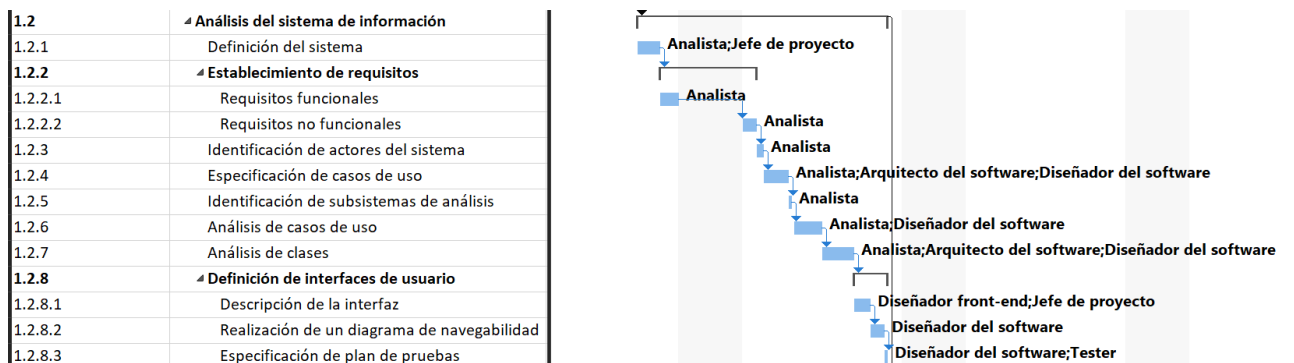 1.2 Análisis del sistema de información
1.2.1 Definición del sistema Analista;Jefe de proyecto
1.2.2 Establecimiento de requisitos
1.2.2.1 Requisitos funcionales Analista
1.2.2.2 Requisitos no funcionales Analista
1.2.3 Identificación de actores del sistema Analista
1.2.4 Especificación de casos de uso Analista;Arquitecto del software;Diseñador del software
1.2.5 Identificación de subsistemas de análisis Analista
1.2.6 Análisis de casos de uso Analista;Diseñador del software
1.2.7 Análisis de clases Analista;Arquitecto del software;Diseñador del software
1.2.8 Definición de interfaces de usuario
1.2.8.1 Descripción de la interfaz Diseñador front-end;Jefe de proyecto
1.2.8.2 Realización de un diagrama de navegabilidad Diseñador del software
1.2.8.3 Especificación de plan de pruebas Diseñador del software;Tester